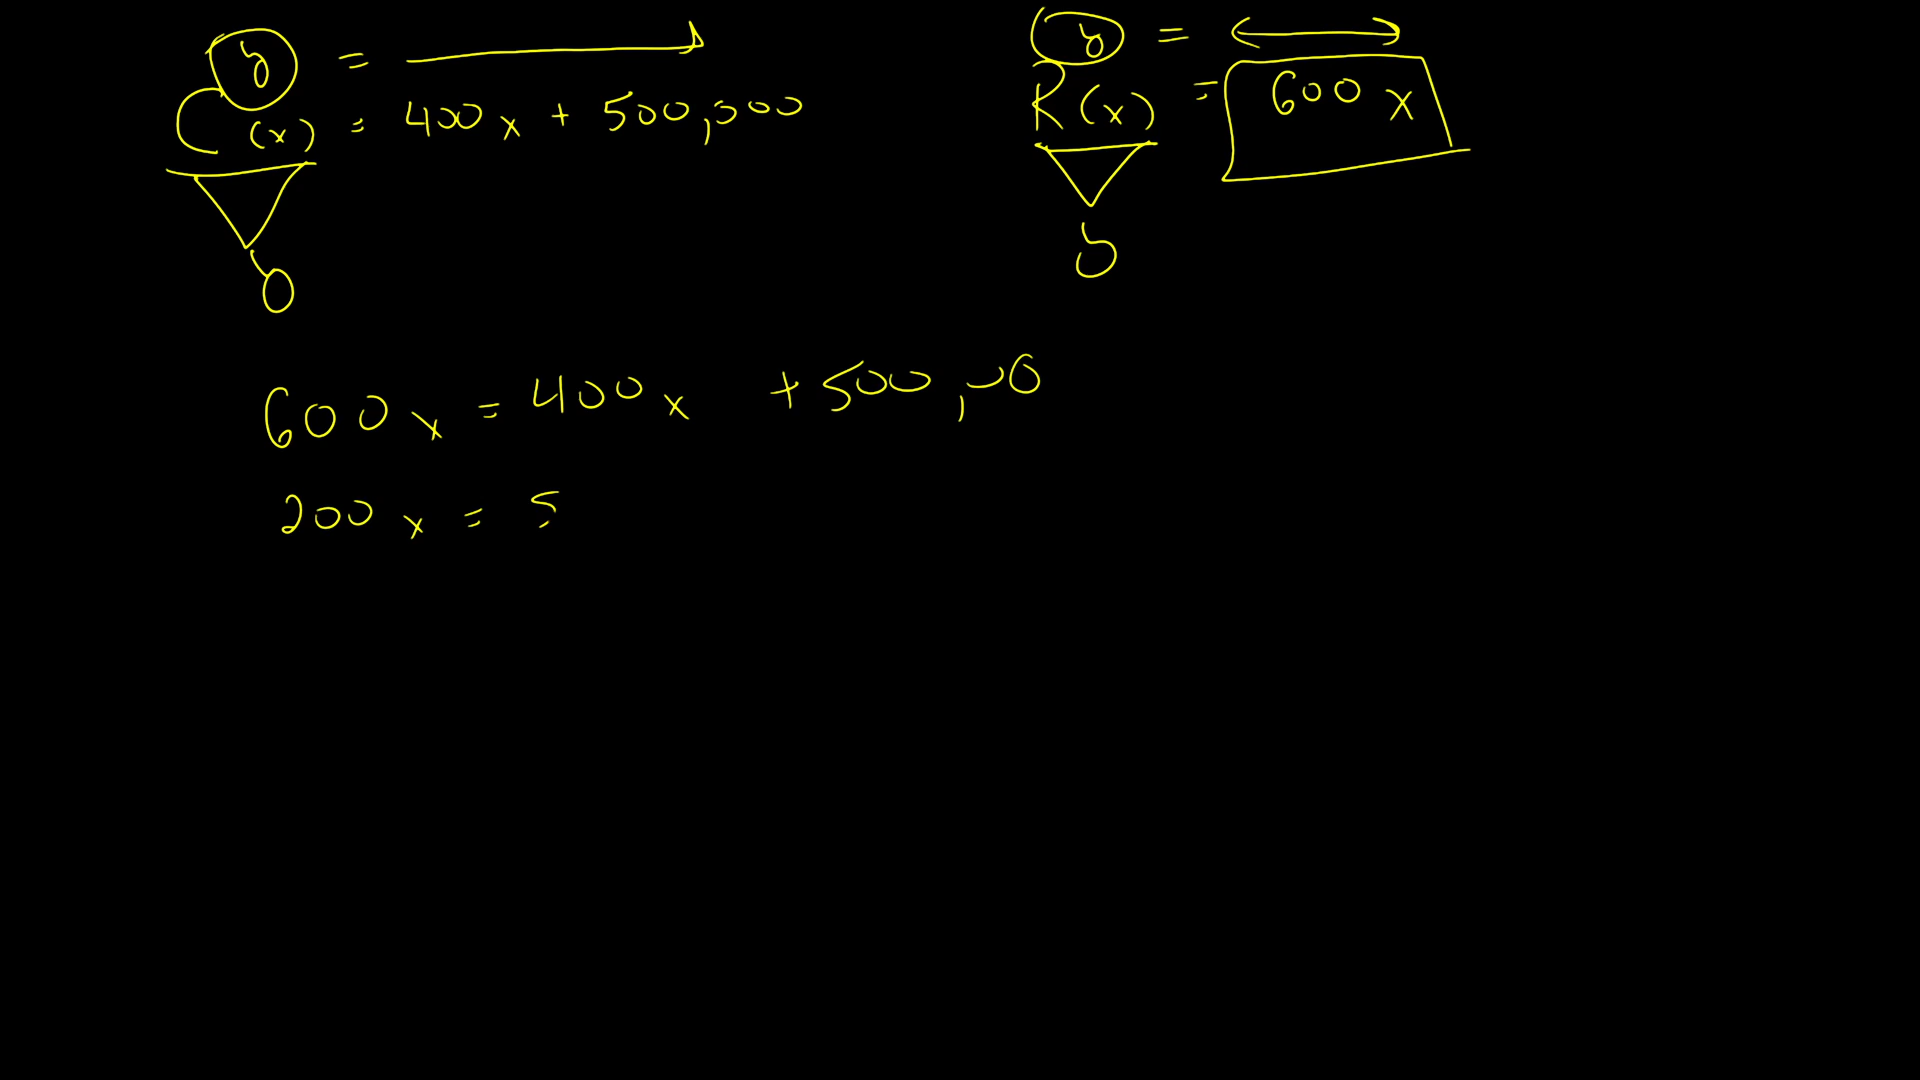 y =
C(x) = 400x + 500,000
y
y =
R(x) = 600x
y
600x = 400x + 500,00
200x = 5